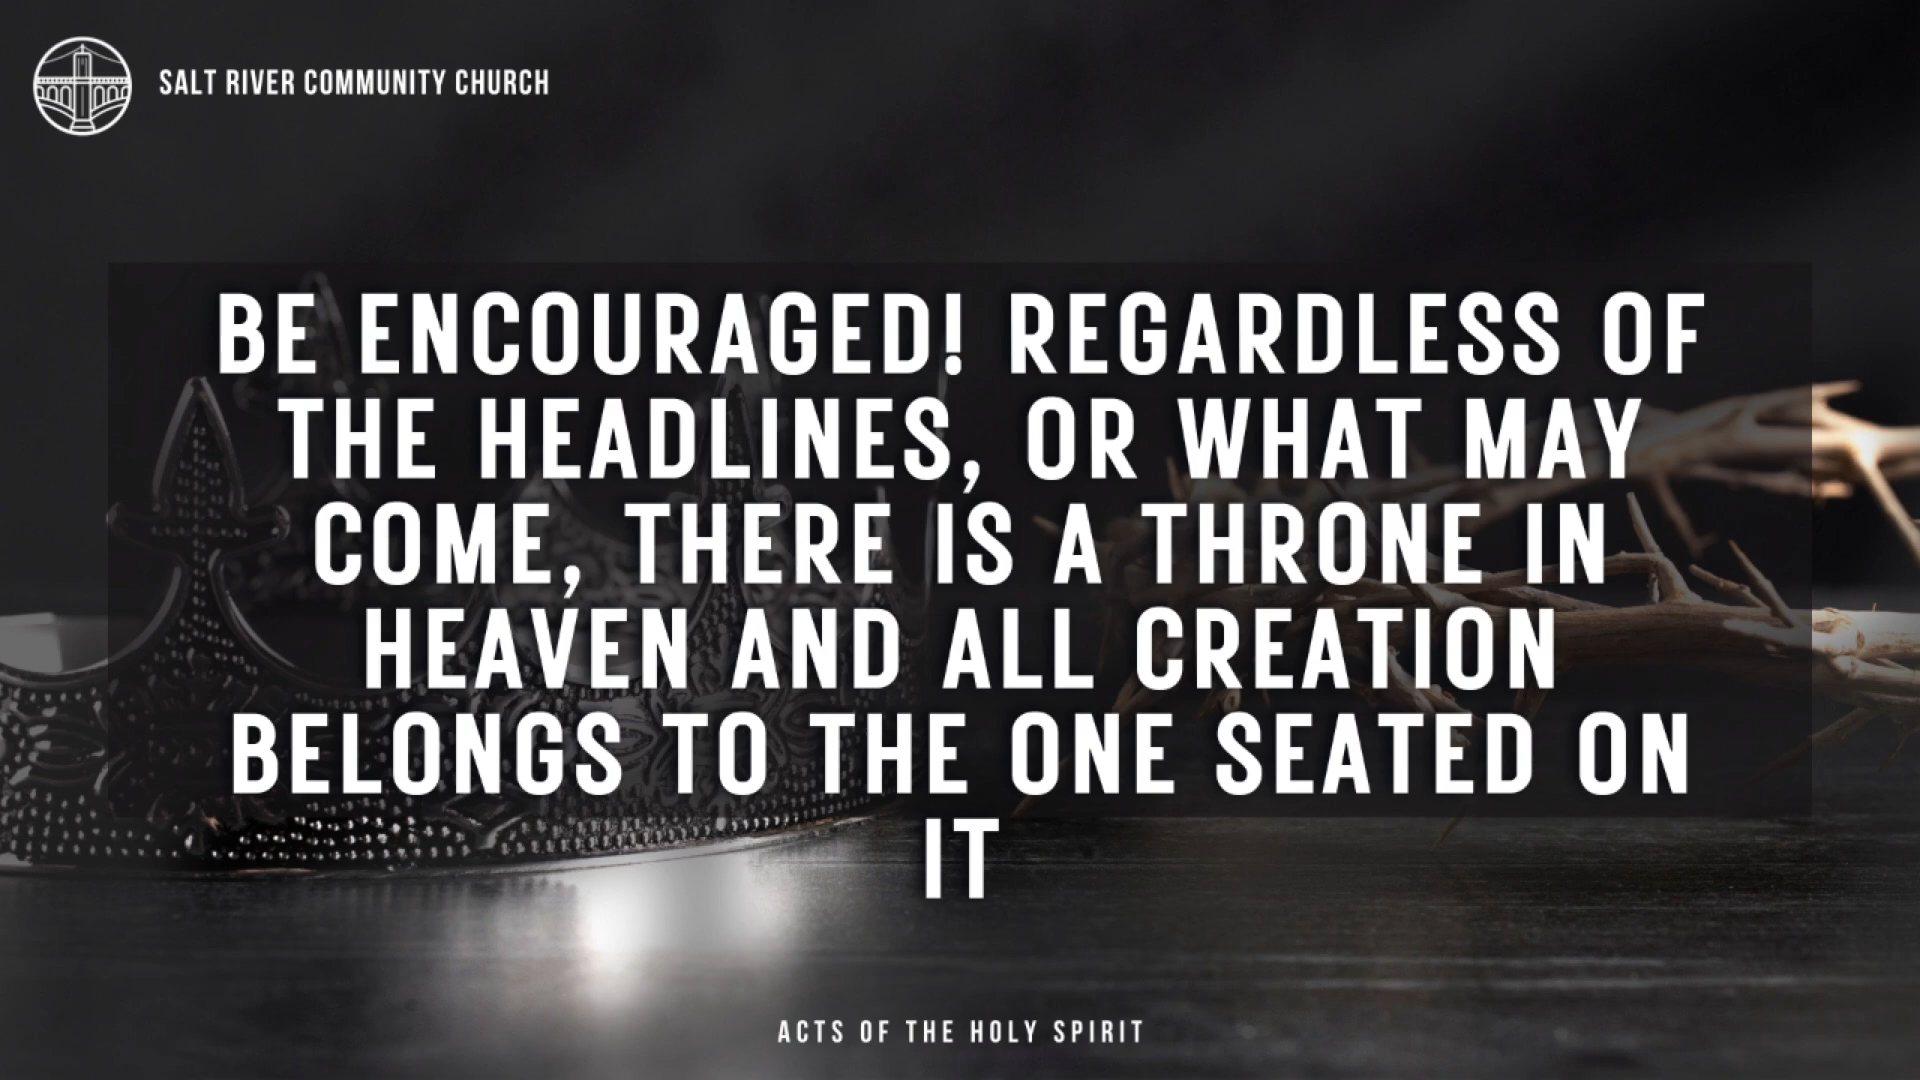 SALT RIVER COMMUNITY CHURCH
BE ENCOURAGED! REGARDLESS OF
THE HEADLINES, OR WHAT MAY
COME, THERE IS A THRONE IN
HEAVEN AND ALL CREATION
BELONGS TO THE ONE SEATED ON
IT
ACTS OF THE HOLY SPIRIT